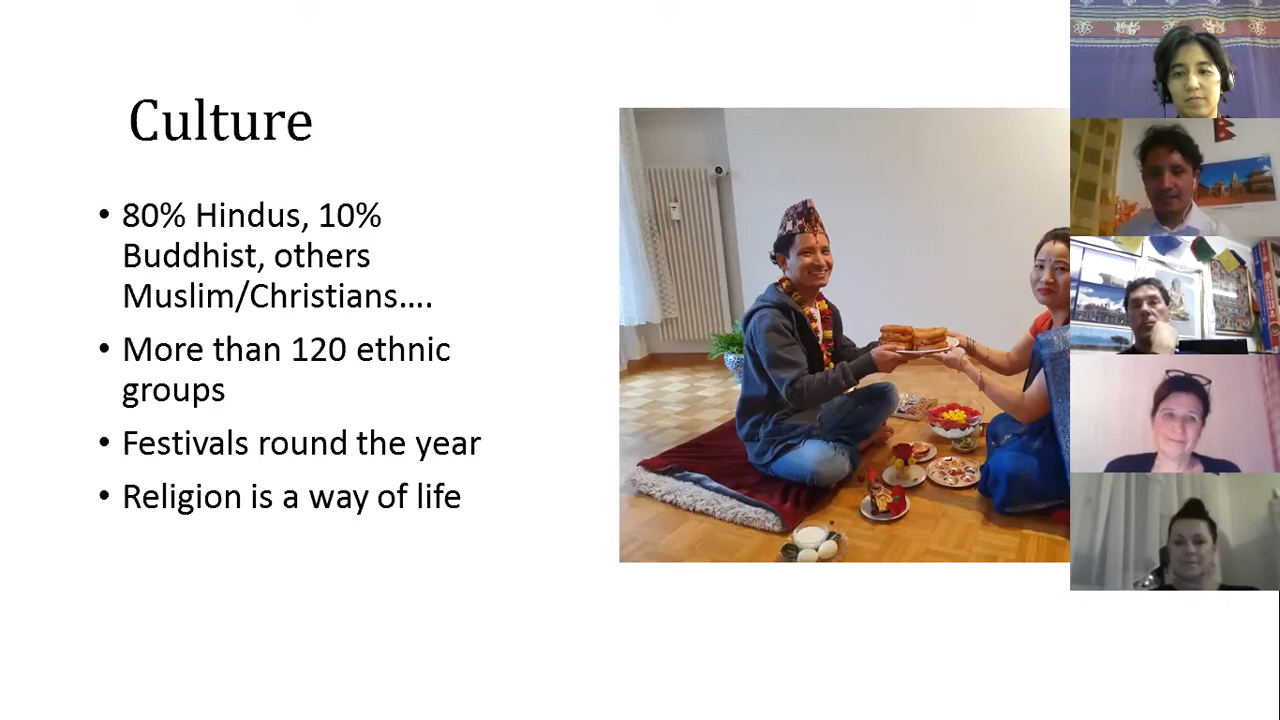 Culture
• 80% Hindus, 10%
Buddhist, others
Muslim/Christians….
• More than 120 ethnic
groups
• Festivals round the year
• Religion is a way of life